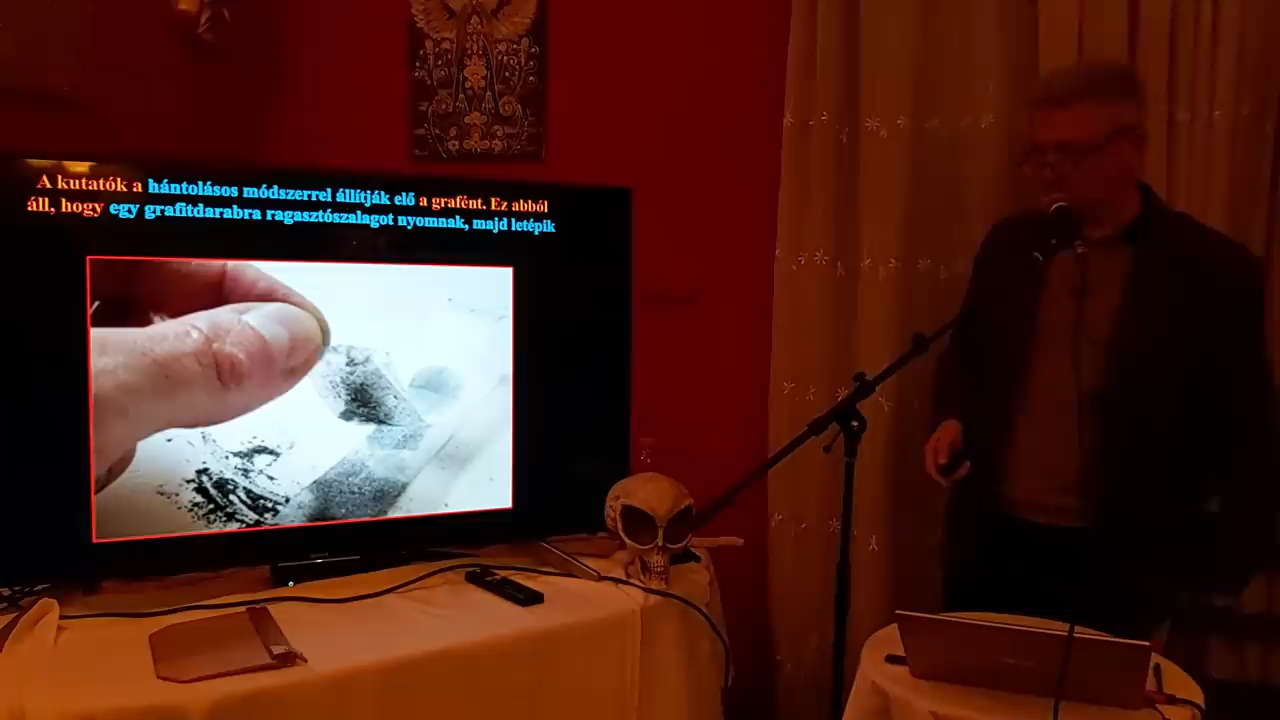 A kutatók a hántolásos módszerrel állítják elő a grafént. Ez abból
áll, hogy egy grafitdarabra ragasztószalagot nyomnak, majd letépik